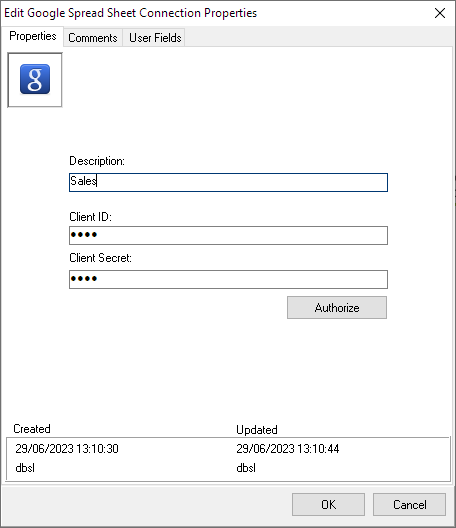 Edit Google Spread Sheet Connection Properties
Properties Comments User Fields
g
Description:
Sales
Client ID:
••••
Client Secret:
••••
Authorize
Created Updated
29/06/2023 13:10:30 29/06/2023 13:10:44
dbsl dbsl
OK Cancel